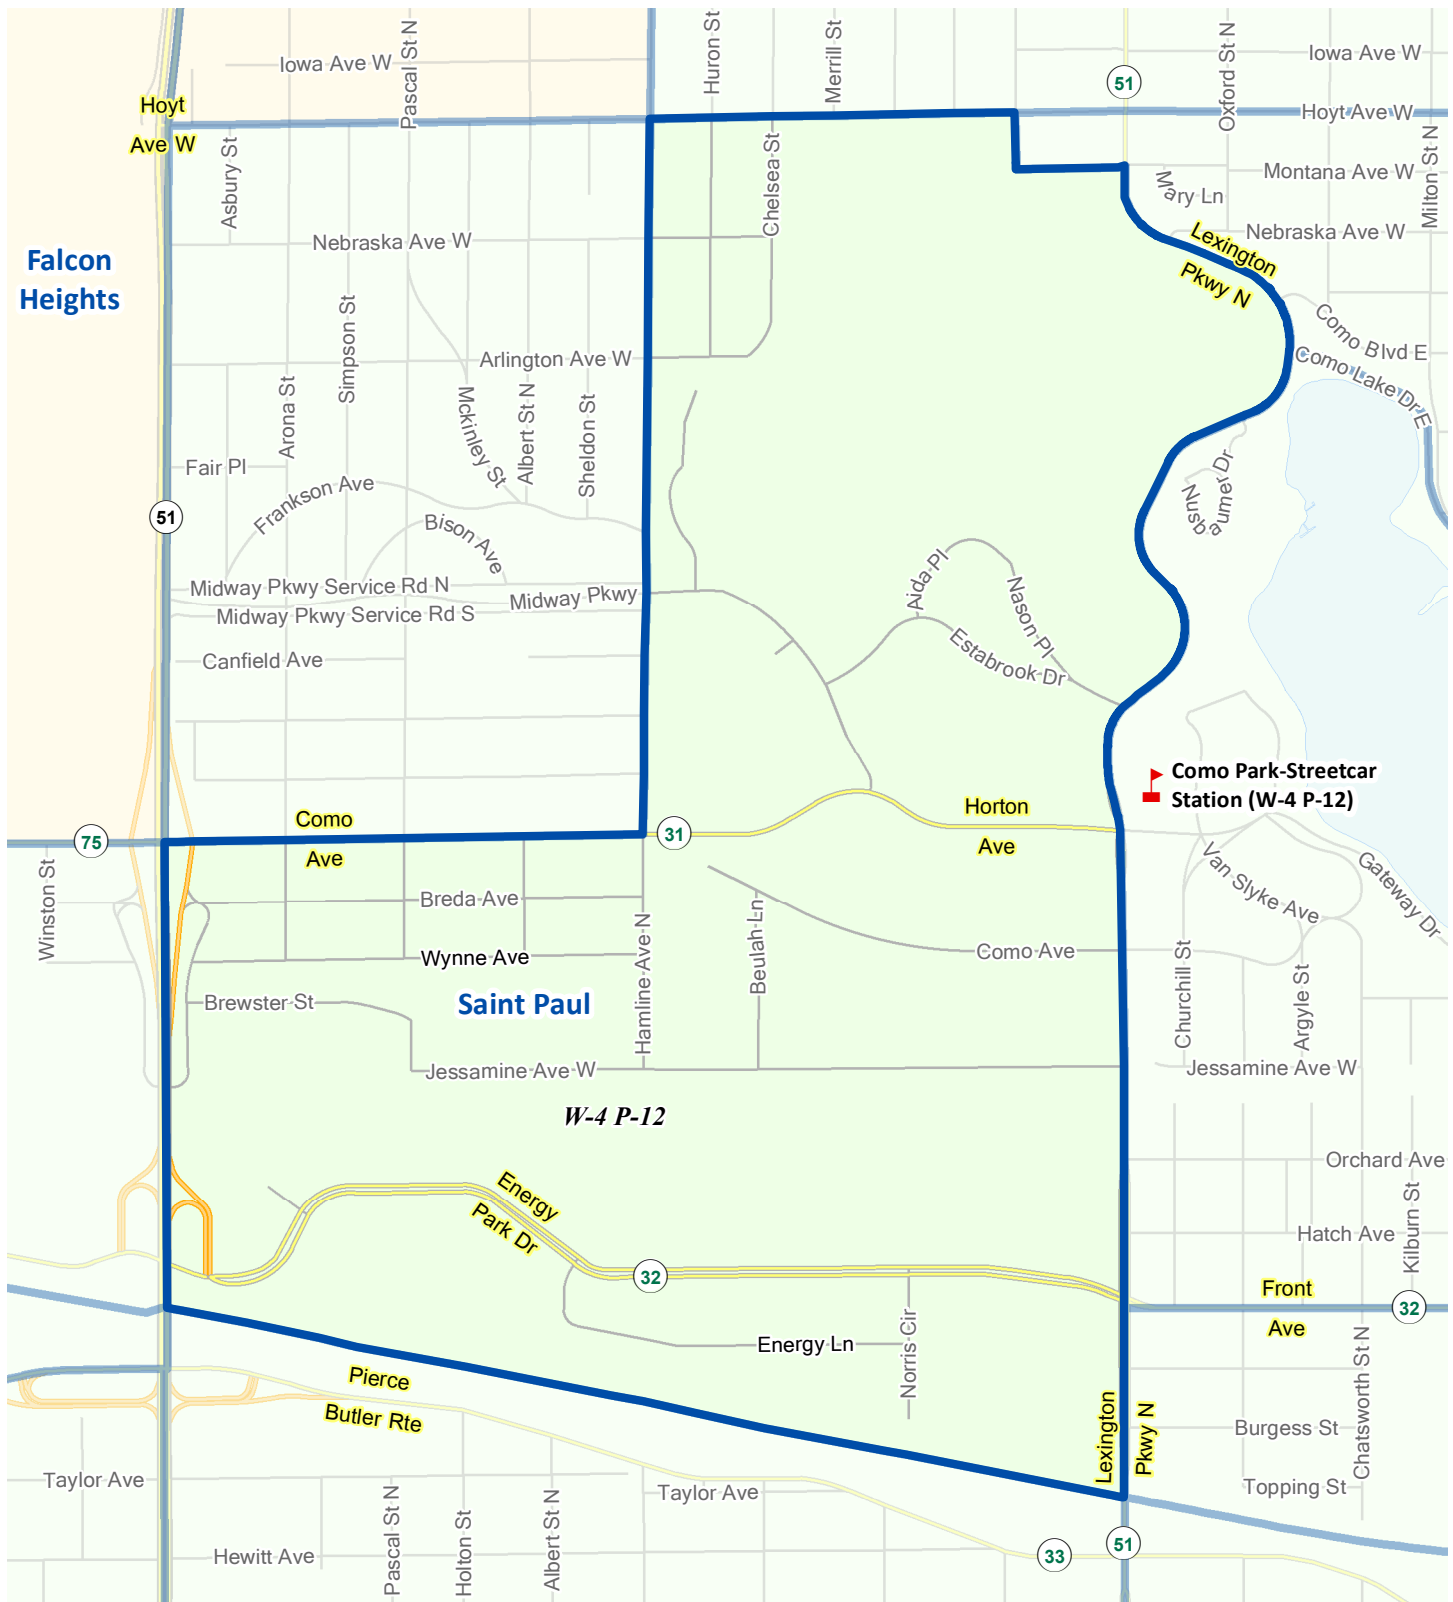 Iowa Ave W
Pascal St N
Huron St
Merrill St
51
Oxford St N
Iowa Ave W
Hoyt
Ave W
Hoyt Ave W
Asbury St
Chelsea St
Mary Ln
Montana Ave W
Milton St N
Nebraska Ave W
Nebraska Ave W
Lexington
Pkwy N
Falcon
Heights
Simpson St
Como Blvd E
Como Lake Dr E
Arlington Ave W
Arona St
Mckinley St
Albert St N
Sheldon St
Fair Pl
Frankson Ave
Bison Ave
51
Nusbaumer Dr
Midway Pkwy Service Rd N
Midway Pkwy
Midway Pkwy Service Rd S
Canfield Ave
Aida Pl
Nason Pl
Estabrook Dr
Como Park-Streetcar
Station (W-4 P-12)
Como
Ave
75
31
Horton
Ave
Winston St
Breda Ave
Wynne Ave
Hamline Ave N
Beulah Ln
Como Ave
Van Slyke Ave
Gateway Dr
Churchill St
Argyle St
Brewster St
Saint Paul
Jessamine Ave W
Jessamine Ave W
W-4 P-12
Orchard Ave
Hatch Ave
Kilburn St
Energy
Park Dr
32
Front
Ave
32
Energy Ln
Norris Cir
Pierce
Butler Rte
Lexington
Pkwy N
Burgess St
Chatsworth St N
Topping St
Taylor Ave
Taylor Ave
Pascal St N
Holton St
Albert St N
Hewitt Ave
33
51